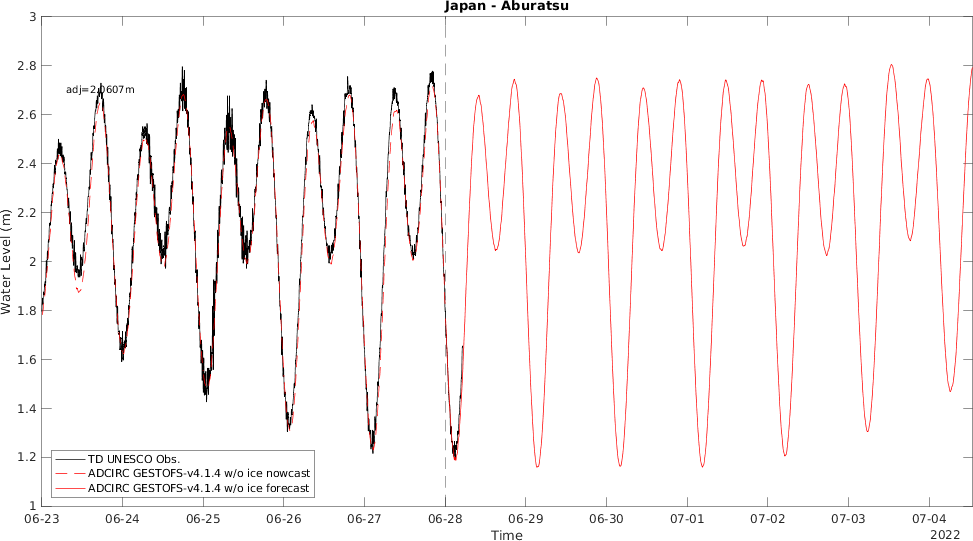 Japan - Aburatsu
adj=2.0607m
Water Level (m)
3
2.8
2.6
2.4
2.2
2
1.8
1.6
1.4
1.2
1
TD UNESCO Obs.
ADCIRC GESTOFS-v4.1.4 w/o ice nowcast
ADCIRC GESTOFS-v4.1.4 w/o ice forecast
06-23 06-24 06-25 06-26 06-27 06-28 06-29 06-30 07-01 07-02 07-03 07-04
Time
2022